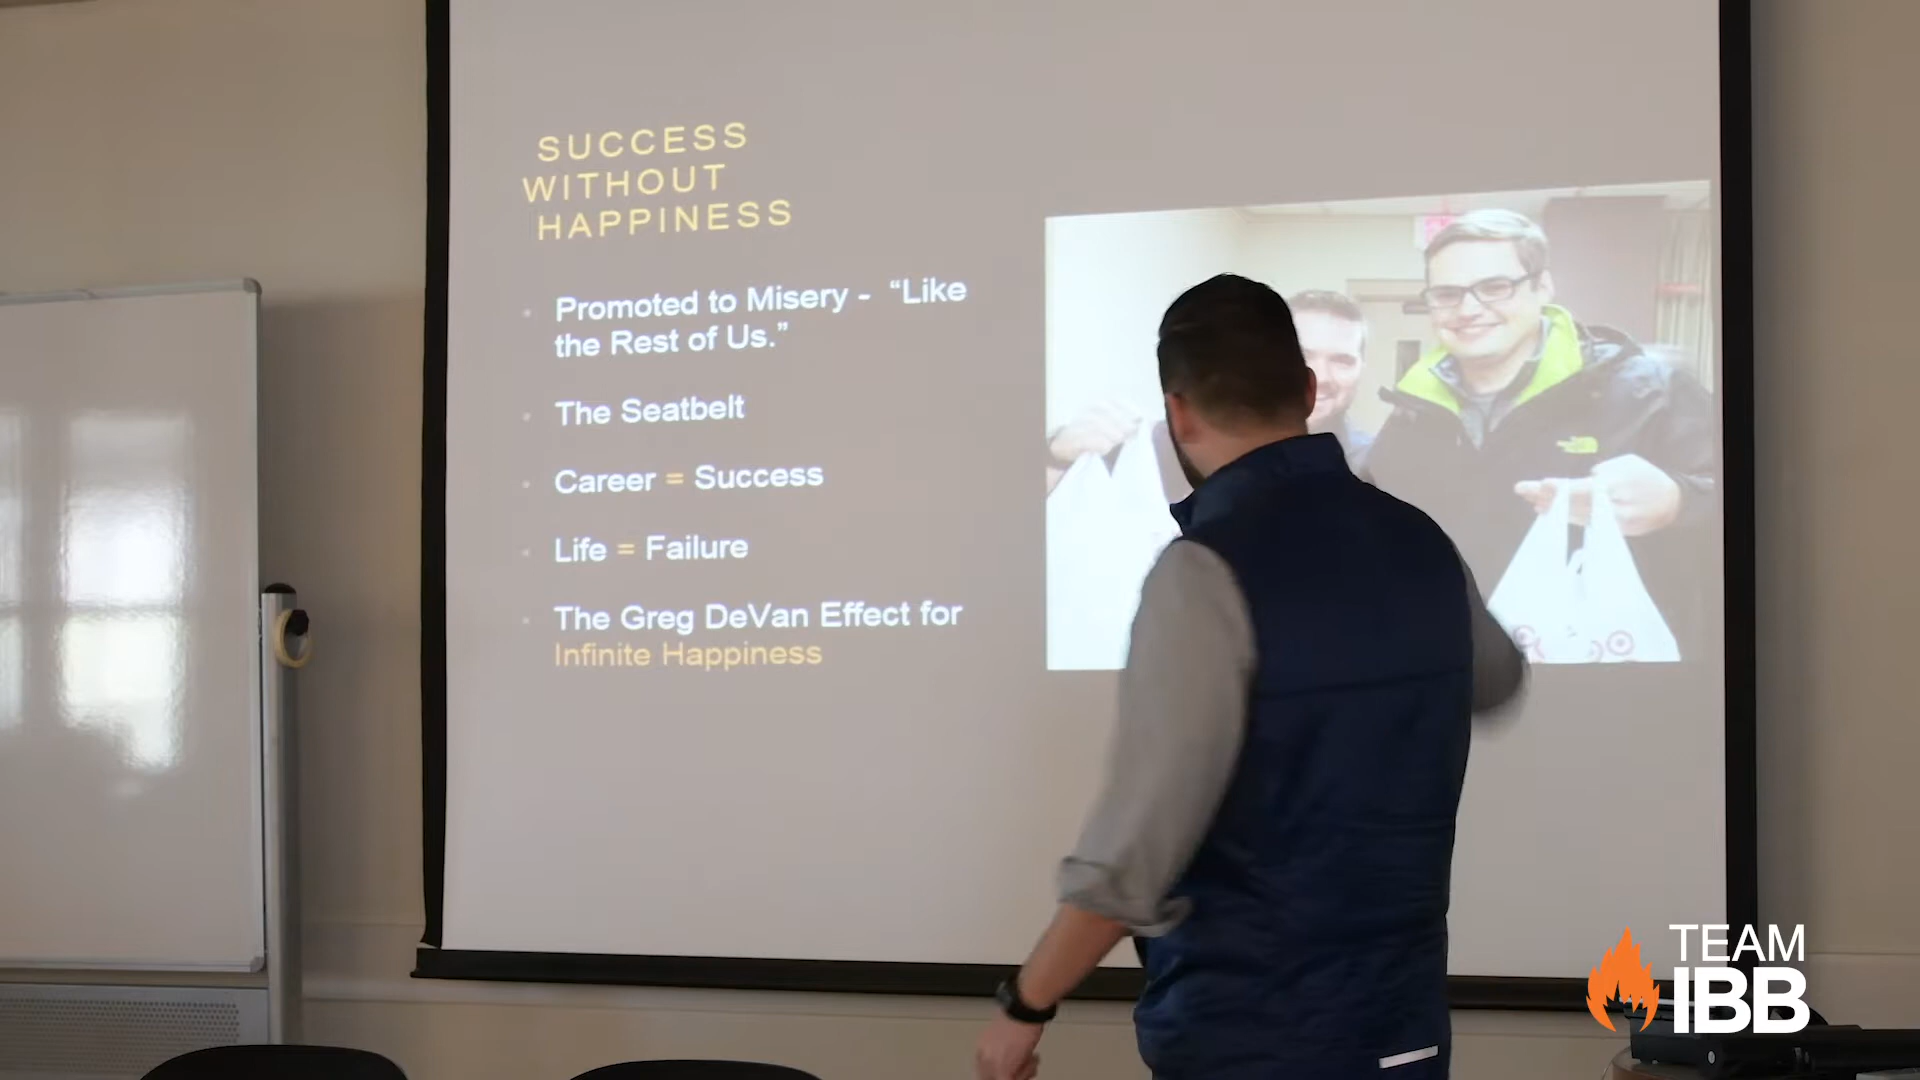 SUCCESS
WITHOUT
HAPPINESS
Promoted to Misery - “Like
the Rest of Us.”
The Seatbelt
Career = Success
Life = Failure
The Greg DeVan Effect for
Infinite Happiness
TEAM
IBB